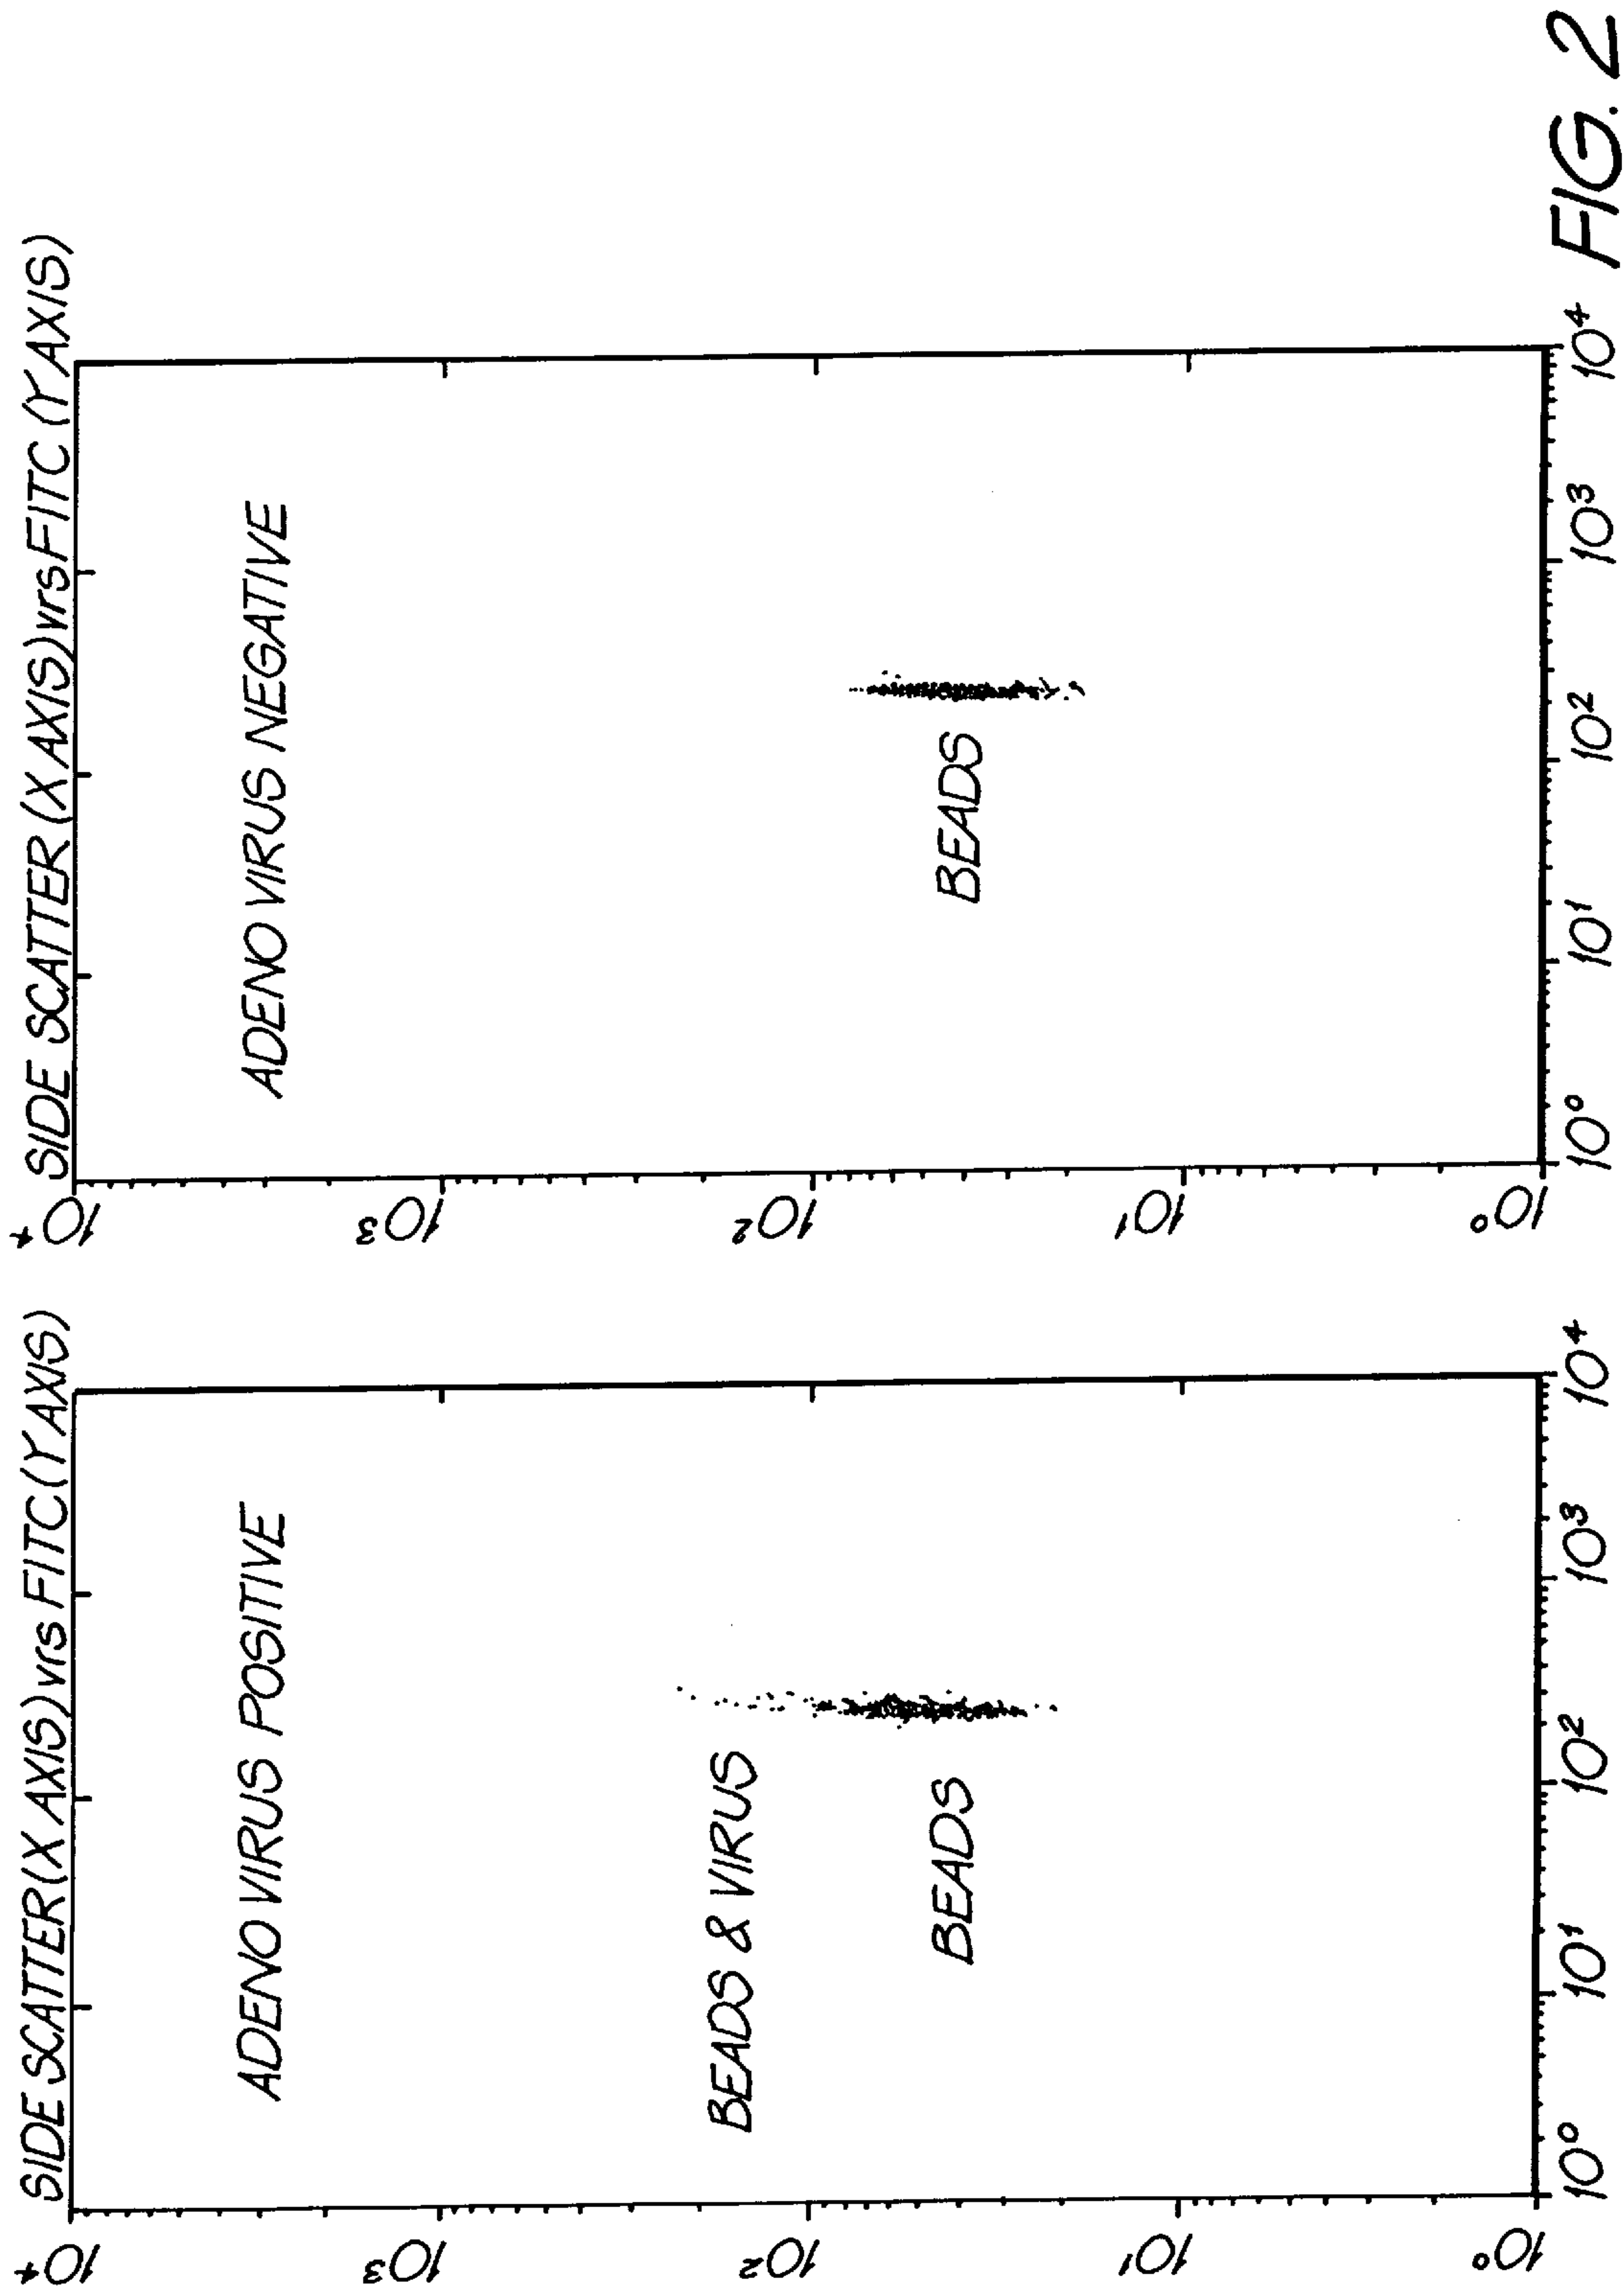 SIDE SCATTER (X AXIS) vrs FITC (Y AXIS)
10⁴
ADENO VIRUS POSITIVE
10³
BEADS & VIRUS
10²
BEADS
10¹
10⁰
10⁰ 10¹ 10² 10³ 10⁴
SIDE SCATTER (X AXIS) vrs FITC (Y AXIS)
10⁴
ADENO VIRUS NEGATIVE
10³
10²
BEADS
10¹
10⁰
10⁰ 10¹ 10² 10³ 10⁴
FIG. 2